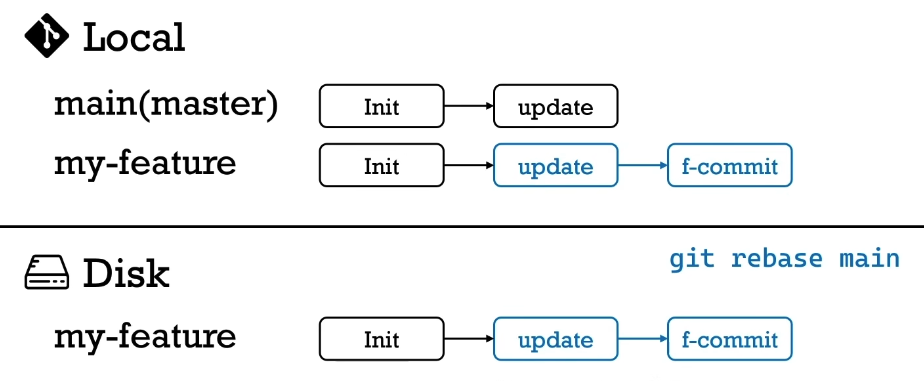 Local
main(master) Init update
my-feature Init update f-commit
Disk
git rebase main
my-feature Init update f-commit